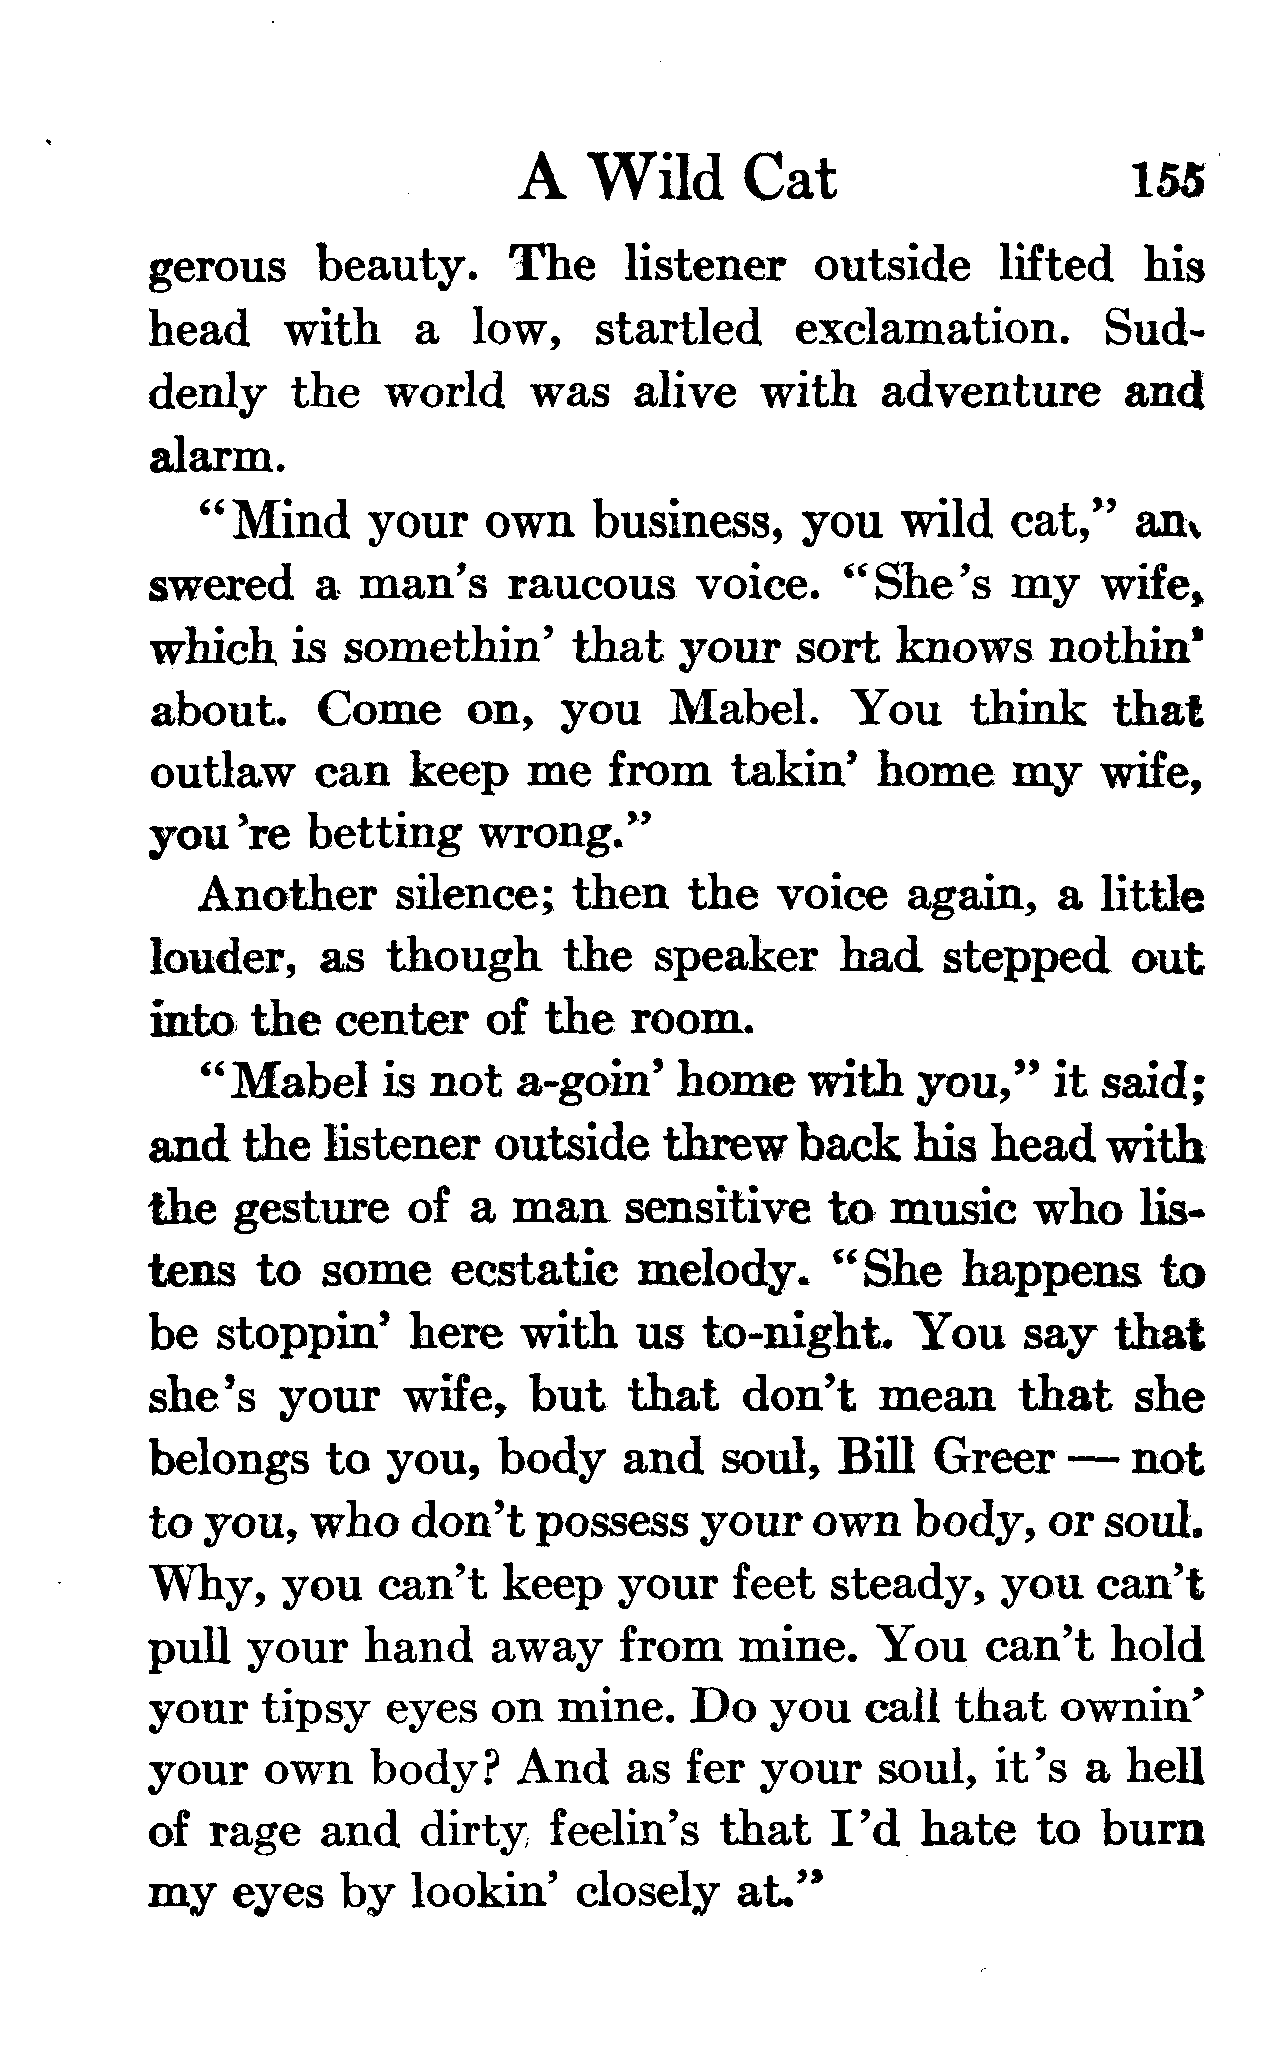 A Wild Cat 155
gerous beauty. The listener outside lifted his
head with a low, startled exclamation. Sud-
denly the world was alive with adventure and
alarm.
"Mind your own business, you wild cat," an-
swered a man's raucous voice. "She's my wife,
which is somethin' that your sort knows nothin'
about. Come on, you Mabel. You think that
outlaw can keep me from takin' home my wife,
you're betting wrong."
Another silence; then the voice again, a little
louder, as though the speaker had stepped out
into the center of the room.
"Mabel is not a-goin' home with you," it said;
and the listener outside threw back his head with
the gesture of a man sensitive to music who lis-
tens to some ecstatic melody. "She happens to
be stoppin' here with us to-night. You say that
she's your wife, but that don't mean that she
belongs to you, body and soul, Bill Greer — not
to you, who don't possess your own body, or soul.
Why, you can't keep your feet steady, you can't
pull your hand away from mine. You can't hold
your tipsy eyes on mine. Do you call that ownin'
your own body? And as fer your soul, it's a hell
of rage and dirty feelin's that I'd hate to burn
my eyes by lookin' closely at."